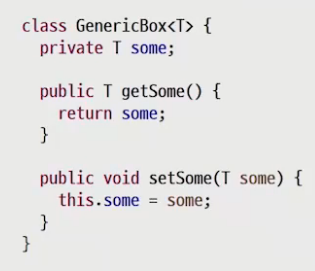 class GenericBox<T> {
  private T some;

  public T getSome() {
    return some;
  }

  public void setSome(T some) {
    this.some = some;
  }
}